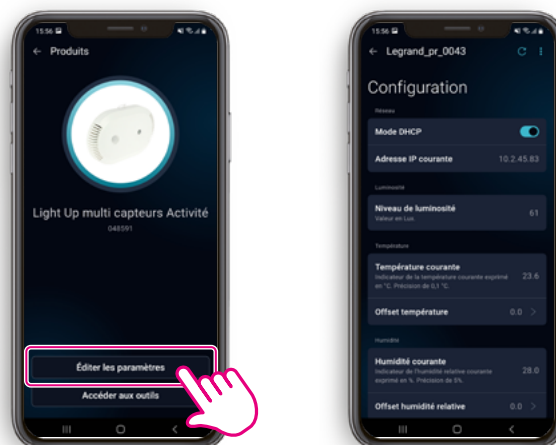 15:56
← Produits
Light Up multi capteurs Activité
048591
Éditer les paramètres
Accéder aux outils
15:56
← Legrand_pr_0043
Configuration
Réseau
Mode DHCP
Adresse IP courante 10.2.45.83
Luminosité
Niveau de luminosité 61
Valeur en Lux.
Température
Température courante 23.6
Indicateur de la température courante exprimé
en °C. Précision de 0,1 °C.
Offset température 0.0 >
Humidité
Humidité courante 28.0
Indicateur de l'humidité relative courante
exprimé en %. Précision de 5%.
Offset humidité relative 0.0 >